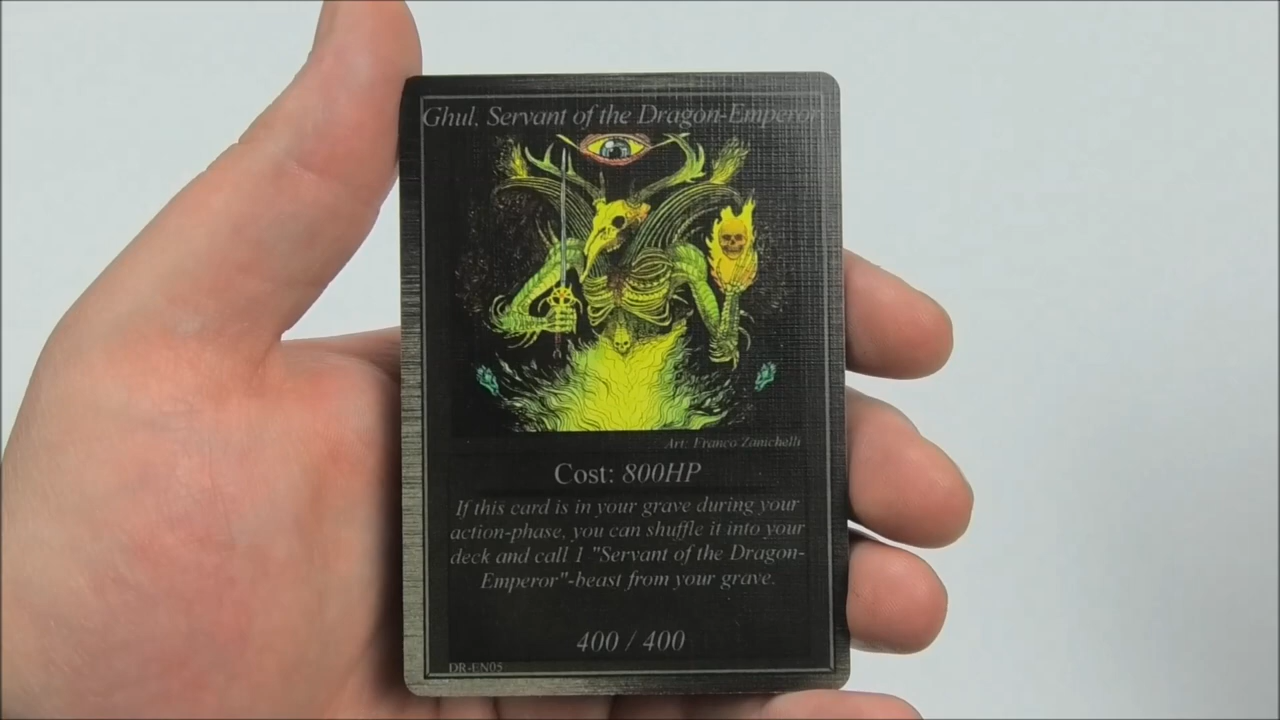 Ghul, Servant of the Dragon-Emperor
Art: Franco Zanichelli
Cost: 800HP
If this card is in your grave during your
action-phase, you can shuffle it into your
deck and call 1 "Servant of the Dragon-
Emperor"-beast from your grave.
400 / 400
DR-EN05